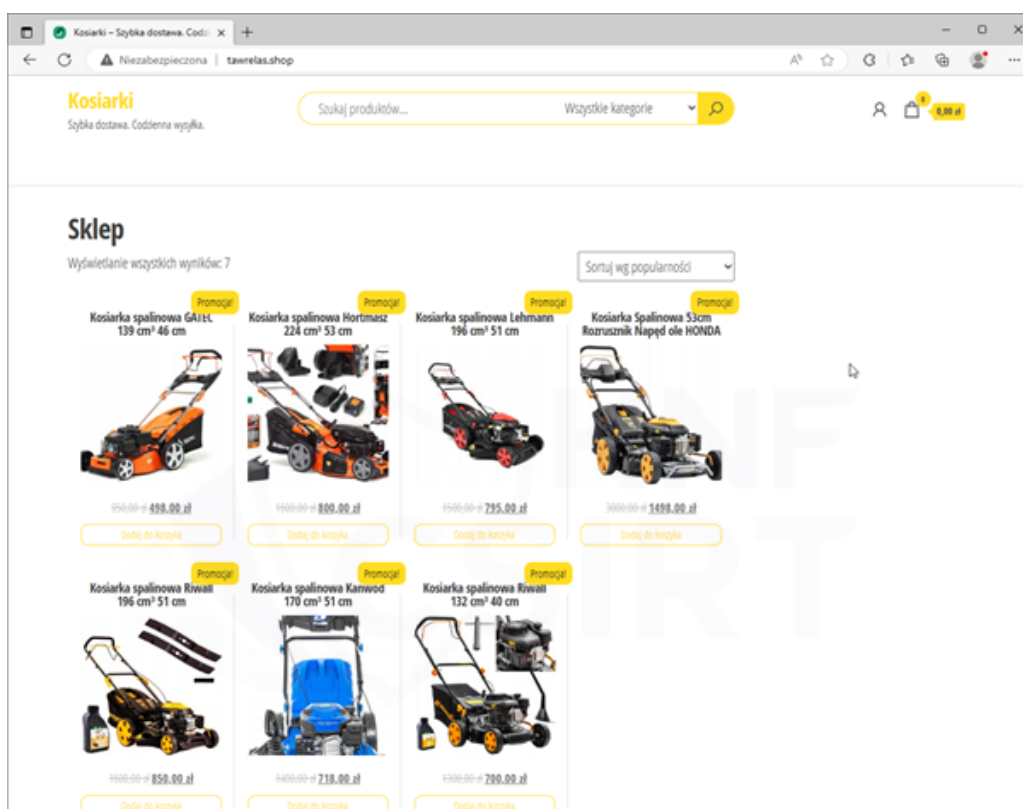 Kosiarki – Szybka dostawa. Codz
Niezabezpieczona | tawrelas.shop
Kosiarki
Szybka dostawa. Codzienna wysyłka.
Szukaj produktów...
Wszystkie kategorie
0
0,00 zł
Sklep
Wyświetlanie wszystkich wyników: 7
Sortuj wg popularności
Promocja!
Kosiarka spalinowa GATEC
139 cm³ 46 cm
950,00 zł 498,00 zł
Dodaj do koszyka
Promocja!
Kosiarka spalinowa Hortmasz
224 cm³ 53 cm
1600,00 zł 800,00 zł
Dodaj do koszyka
Promocja!
Kosiarka spalinowa Lehmann
196 cm³ 51 cm
1500,00 zł 795,00 zł
Dodaj do koszyka
Promocja!
Kosiarka Spalinowa 53cm
Rozrusznik Napęd ole HONDA
3000,00 zł 1498,00 zł
Dodaj do koszyka
Promocja!
Kosiarka spalinowa Riwall
196 cm³ 51 cm
1600,00 zł 850,00 zł
Dodaj do koszyka
Promocja!
Kosiarka spalinowa Kanwod
170 cm³ 51 cm
1400,00 zł 718,00 zł
Dodaj do koszyka
Promocja!
Kosiarka spalinowa Riwall
132 cm³ 40 cm
1300,00 zł 700,00 zł
Dodaj do koszyka